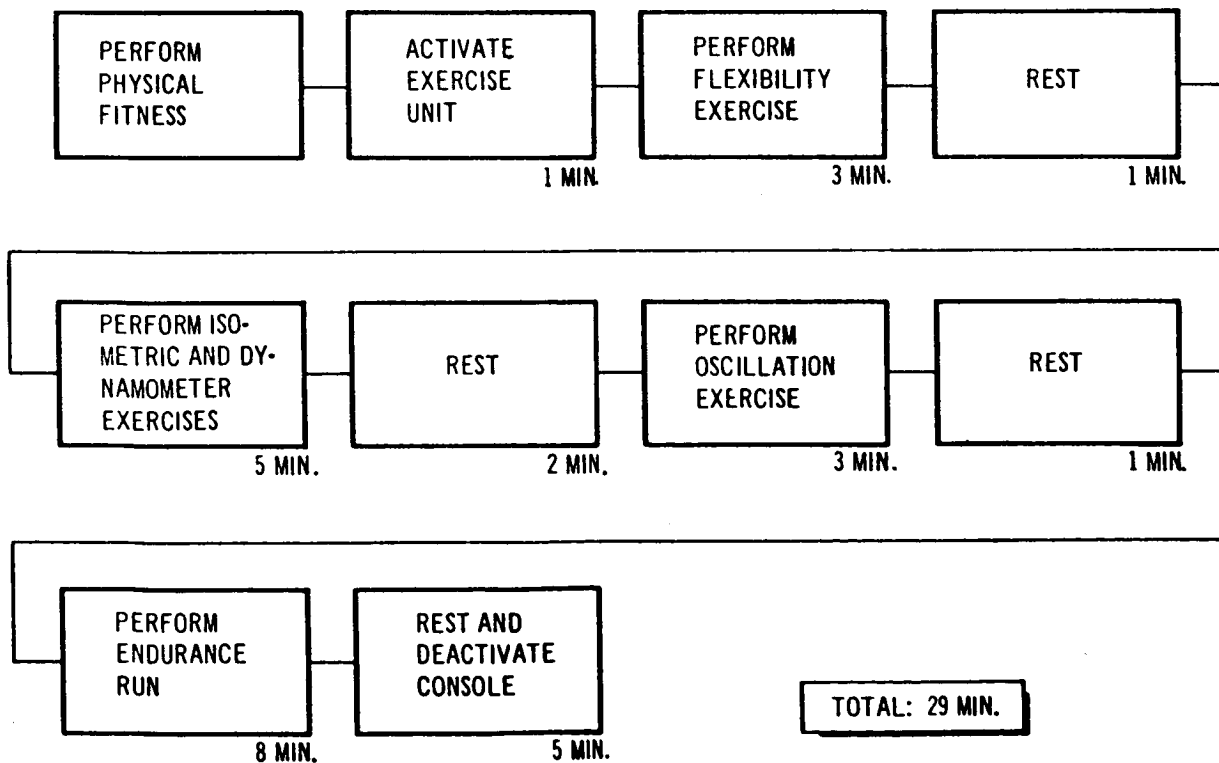 PERFORM
PHYSICAL
FITNESS
ACTIVATE
EXERCISE
UNIT
1 MIN.
PERFORM
FLEXIBILITY
EXERCISE
3 MIN.
REST
1 MIN.
PERFORM ISO-
METRIC AND DY-
NAMOMETER
EXERCISES
5 MIN.
REST
2 MIN.
PERFORM
OSCILLATION
EXERCISE
3 MIN.
REST
1 MIN.
PERFORM
ENDURANCE
RUN
8 MIN.
REST AND
DEACTIVATE
CONSOLE
5 MIN.
TOTAL: 29 MIN.